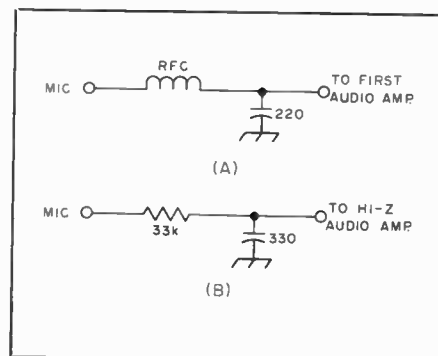 RFC
MIC
TO FIRST
AUDIO AMP.
220
(A)
MIC
33k
TO HI-Z
AUDIO AMP.
330
(B)